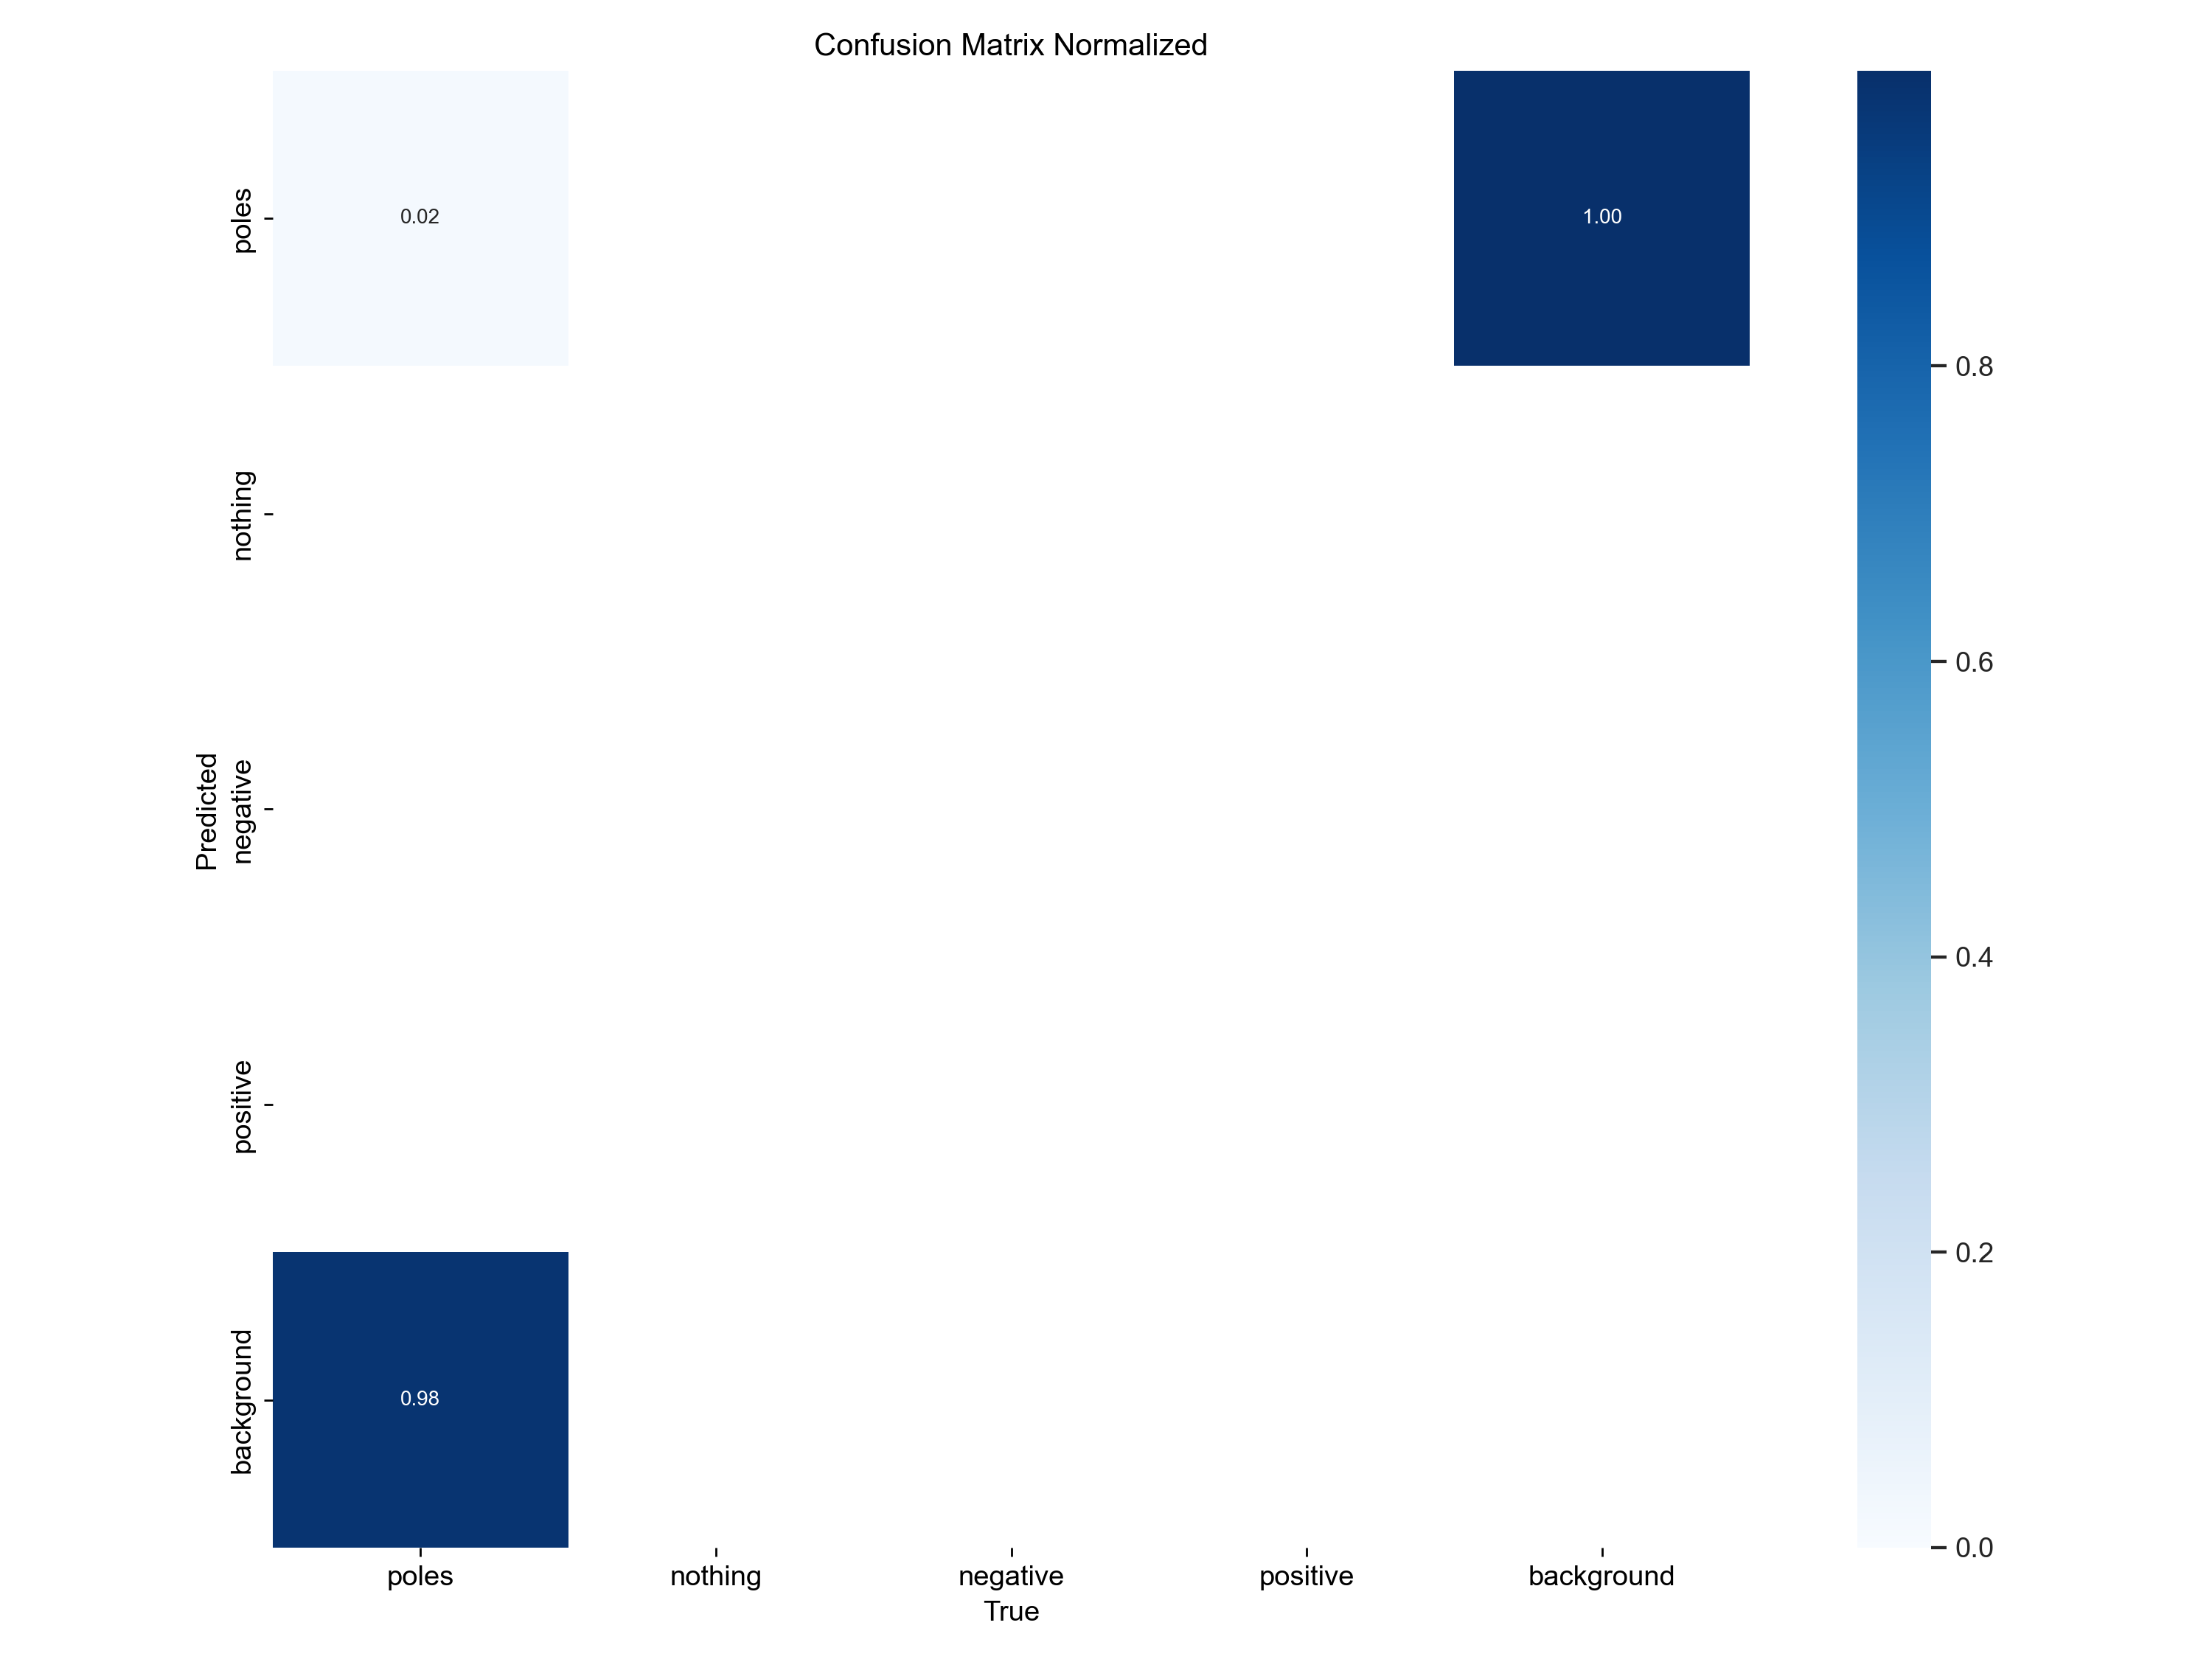 Confusion Matrix Normalized
poles
nothing
negative
positive
background
Predicted
0.02
1.00
0.98
poles
nothing
negative
positive
background
True
0.8
0.6
0.4
0.2
0.0